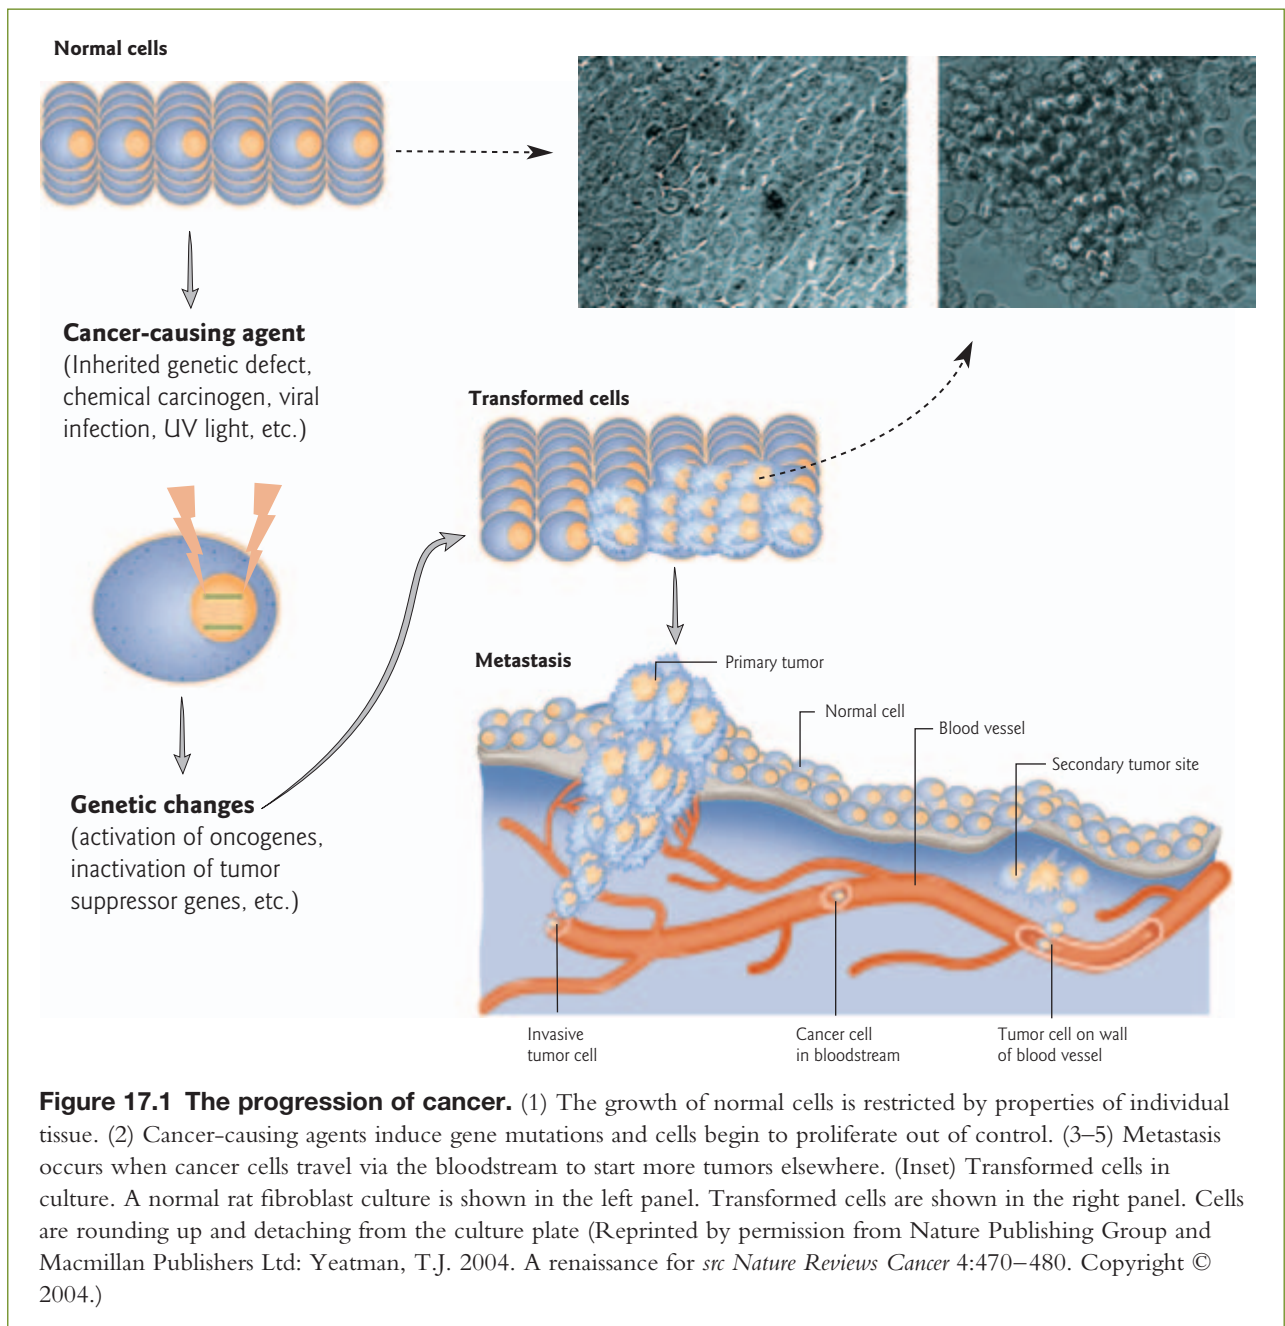 Normal cells
Cancer-causing agent
(Inherited genetic defect,
chemical carcinogen, viral
infection, UV light, etc.)
Transformed cells
Metastasis
Primary tumor
Normal cell
Blood vessel
Secondary tumor site
Genetic changes
(activation of oncogenes,
inactivation of tumor
suppressor genes, etc.)
Invasive
tumor cell
Cancer cell
in bloodstream
Tumor cell on wall
of blood vessel
Figure 17.1 The progression of cancer. (1) The growth of normal cells is restricted by properties of individual
tissue. (2) Cancer-causing agents induce gene mutations and cells begin to proliferate out of control. (3–5) Metastasis
occurs when cancer cells travel via the bloodstream to start more tumors elsewhere. (Inset) Transformed cells in
culture. A normal rat fibroblast culture is shown in the left panel. Transformed cells are shown in the right panel. Cells
are rounding up and detaching from the culture plate (Reprinted by permission from Nature Publishing Group and
Macmillan Publishers Ltd: Yeatman, T.J. 2004. A renaissance for src Nature Reviews Cancer 4:470–480. Copyright ©
2004.)